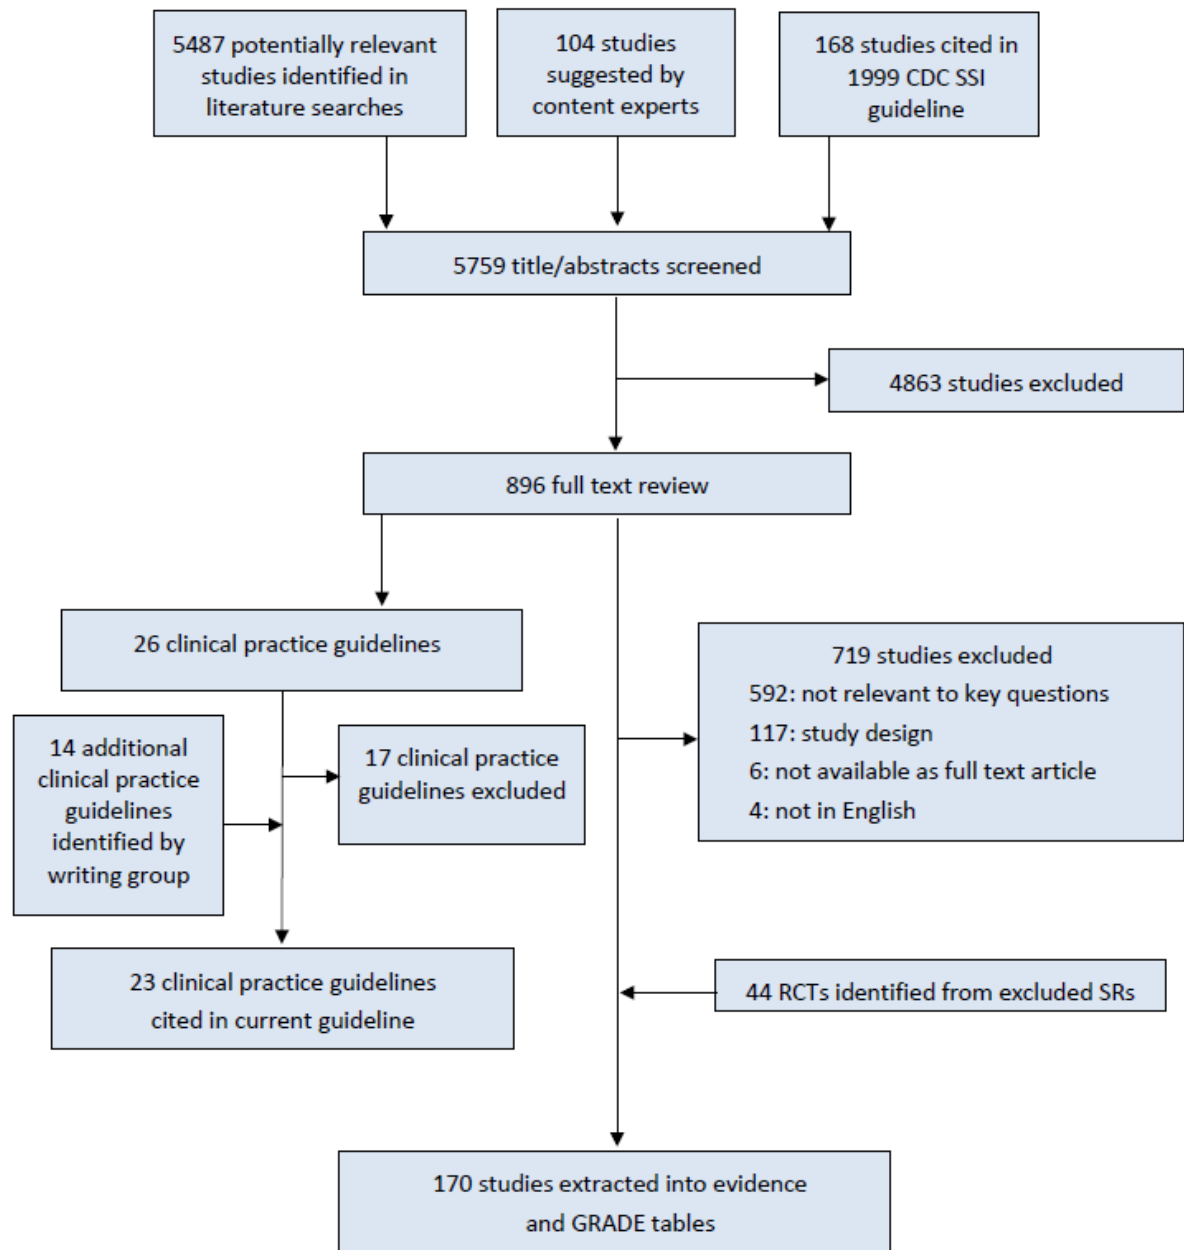 5487 potentially relevant
studies identified in
literature searches
104 studies
suggested by
content experts
168 studies cited in
1999 CDC SSI
guideline
5759 title/abstracts screened
4863 studies excluded
896 full text review
26 clinical practice guidelines
719 studies excluded
592: not relevant to key questions
117: study design
6: not available as full text article
4: not in English
14 additional
clinical practice
guidelines
identified by
writing group
17 clinical practice
guidelines excluded
23 clinical practice guidelines
cited in current guideline
44 RCTs identified from excluded SRs
170 studies extracted into evidence
and GRADE tables